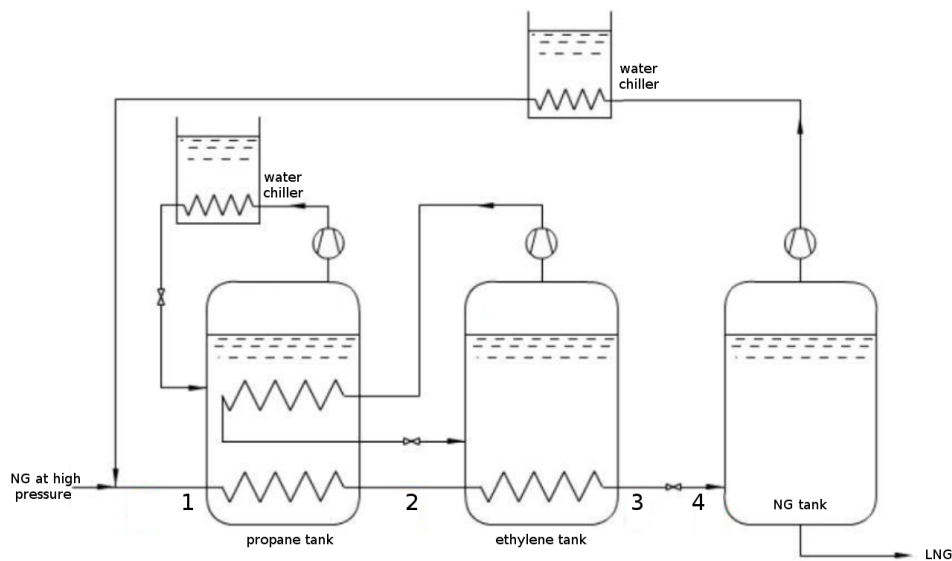 water
chiller
water
chiller
NG at high
pressure
1
2
3
4
NG tank
propane tank
ethylene tank
LNG